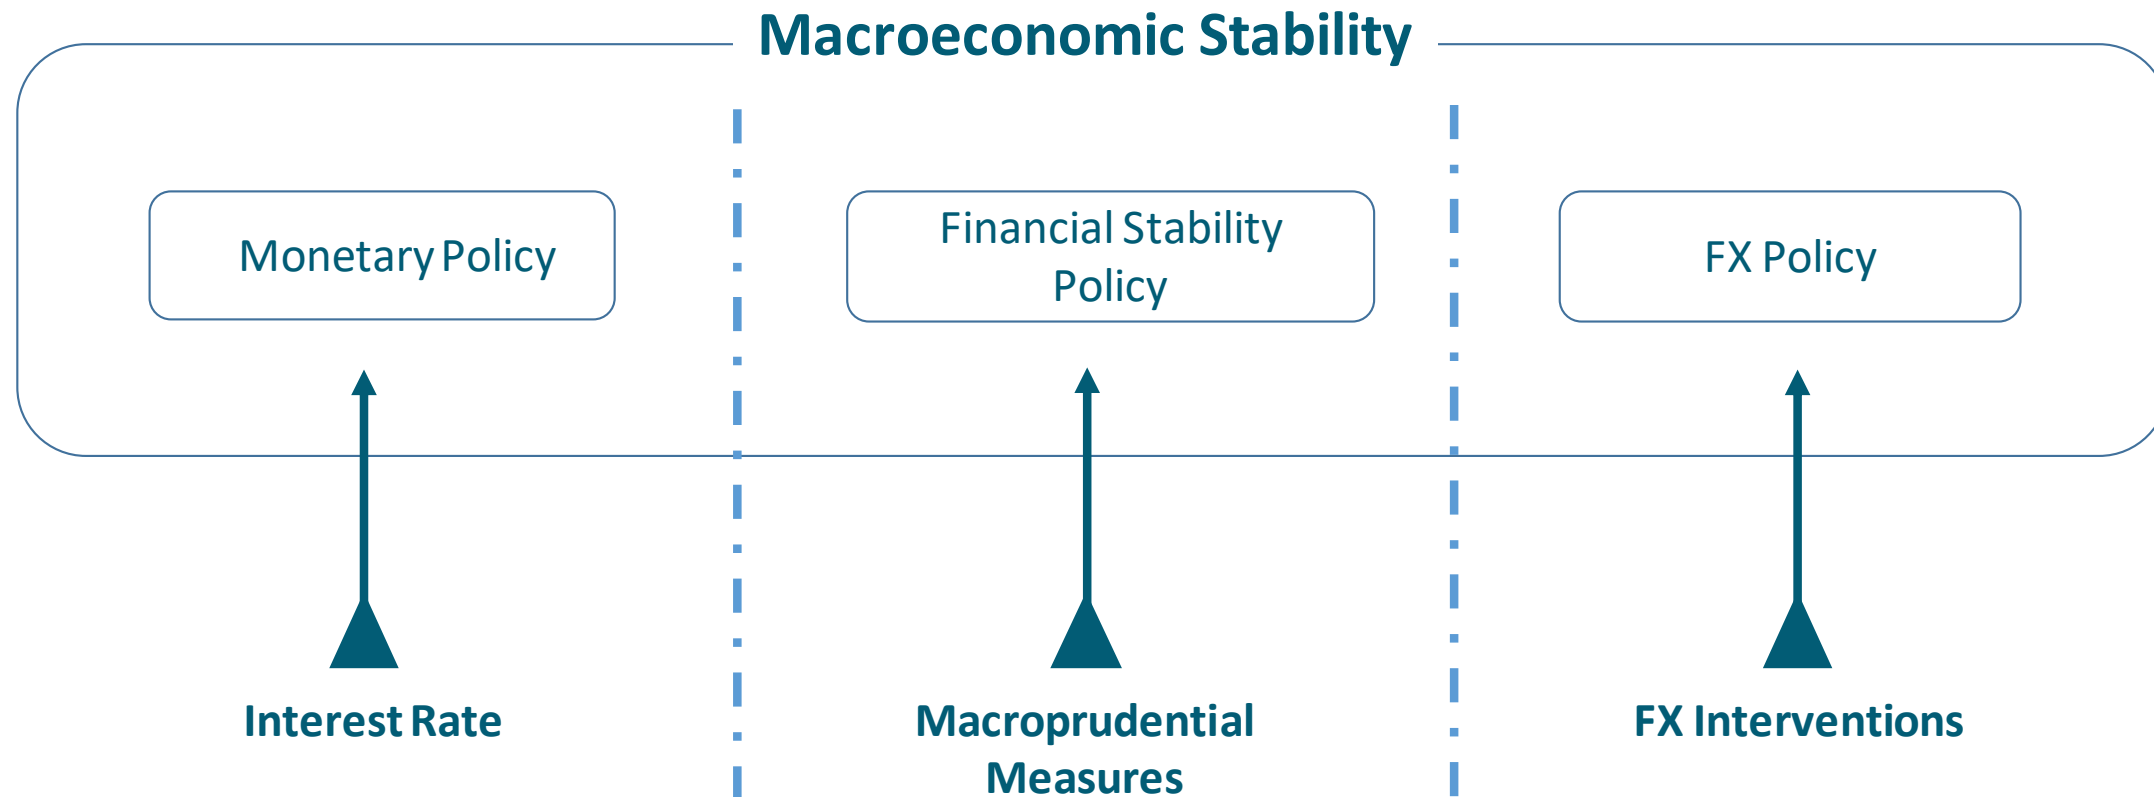 Macroeconomic Stability
Monetary Policy
Financial Stability
Policy
FX Policy
Interest Rate
Macroprudential
Measures
FX Interventions